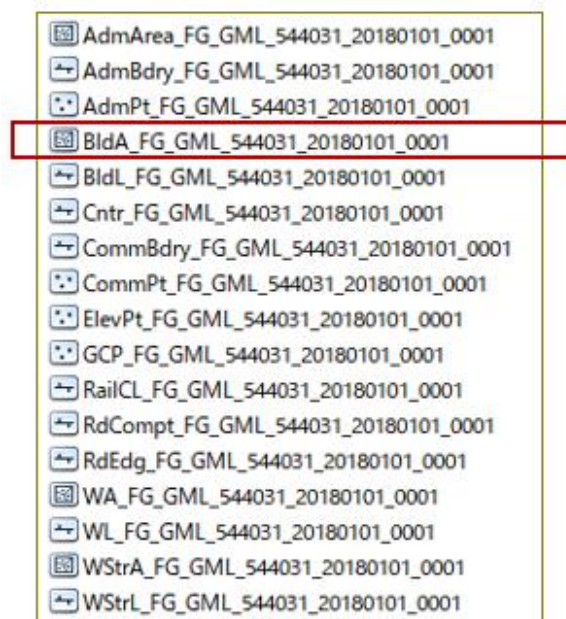 AdmArea_FG_GML_544031_20180101_0001
AdmBdry_FG_GML_544031_20180101_0001
AdmPt_FG_GML_544031_20180101_0001
BldA_FG_GML_544031_20180101_0001
BldL_FG_GML_544031_20180101_0001
Cntr_FG_GML_544031_20180101_0001
CommBdry_FG_GML_544031_20180101_0001
CommPt_FG_GML_544031_20180101_0001
ElevPt_FG_GML_544031_20180101_0001
GCP_FG_GML_544031_20180101_0001
RailCL_FG_GML_544031_20180101_0001
RdCompt_FG_GML_544031_20180101_0001
RdEdg_FG_GML_544031_20180101_0001
WA_FG_GML_544031_20180101_0001
WL_FG_GML_544031_20180101_0001
WStrA_FG_GML_544031_20180101_0001
WStrL_FG_GML_544031_20180101_0001